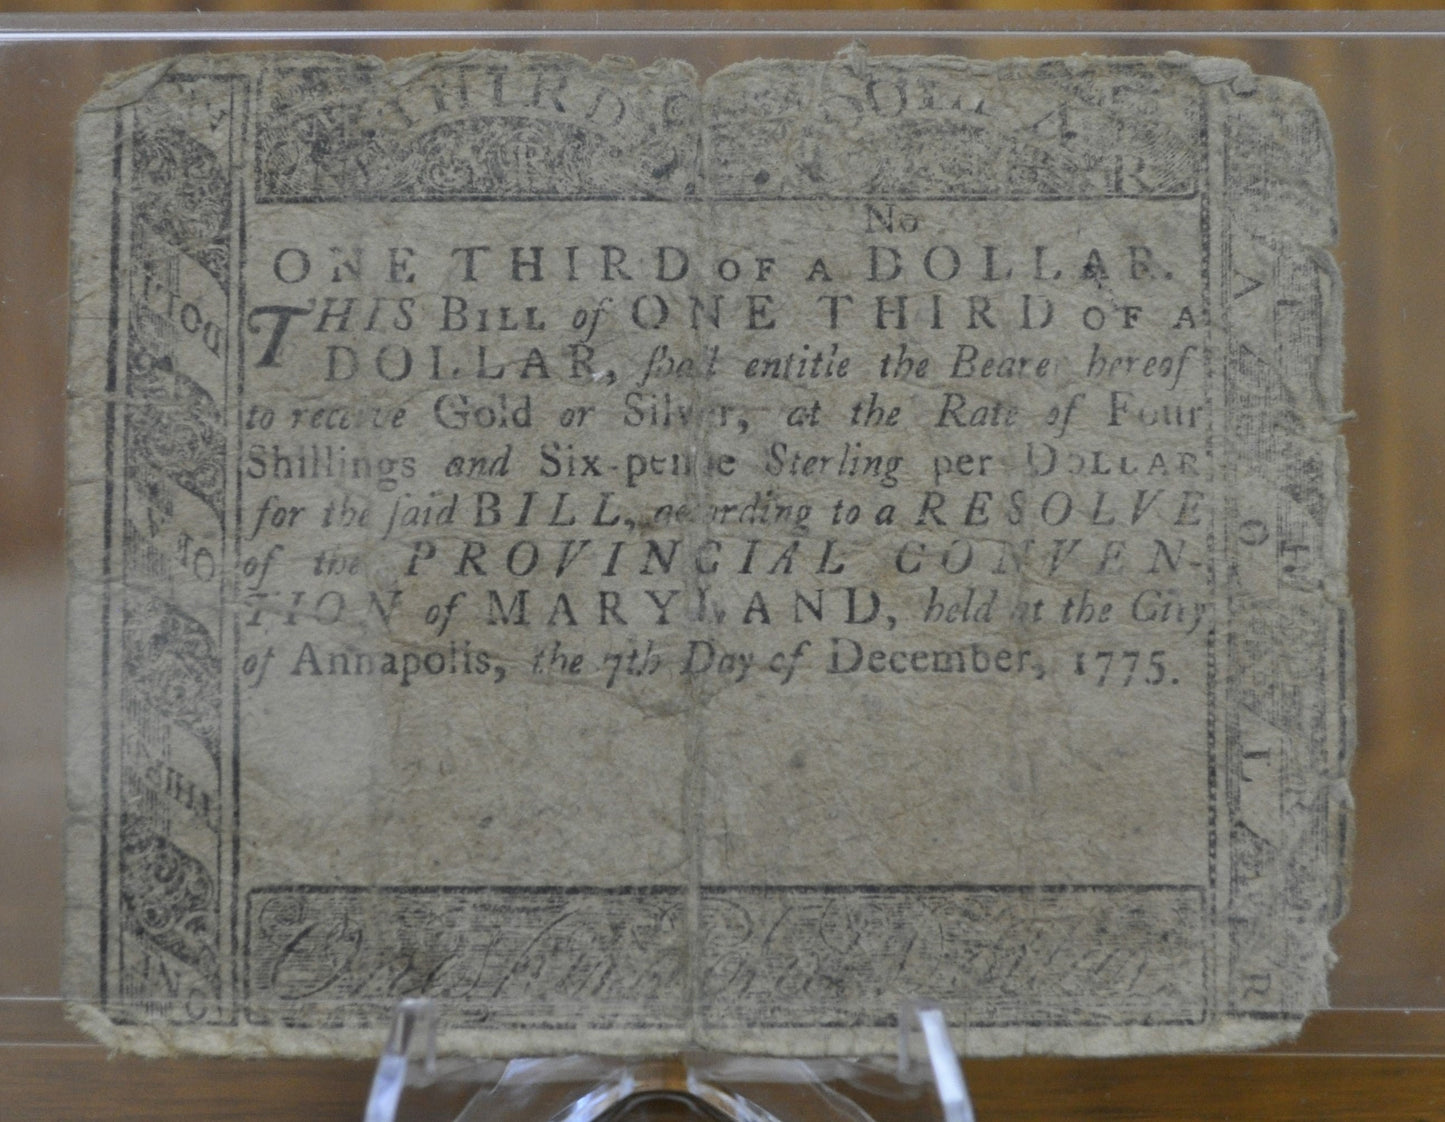 THIRD OF A DOLLAR
No
ONE THIRD OF A DOLLAR.
THIS BILL of ONE THIRD OF A
DOLLAR, ſhall entitle the Bearer hereof
to receive Gold or Silver, at the Rate of Four
Shillings and Six-pence Sterling per DOLLAR
for the ſaid BILL, according to a RESOLVE
of the PROVINCIAL CONVEN-
TION of MARYLAND, held at the City
of Annapolis, the 7th Day of December, 1775.